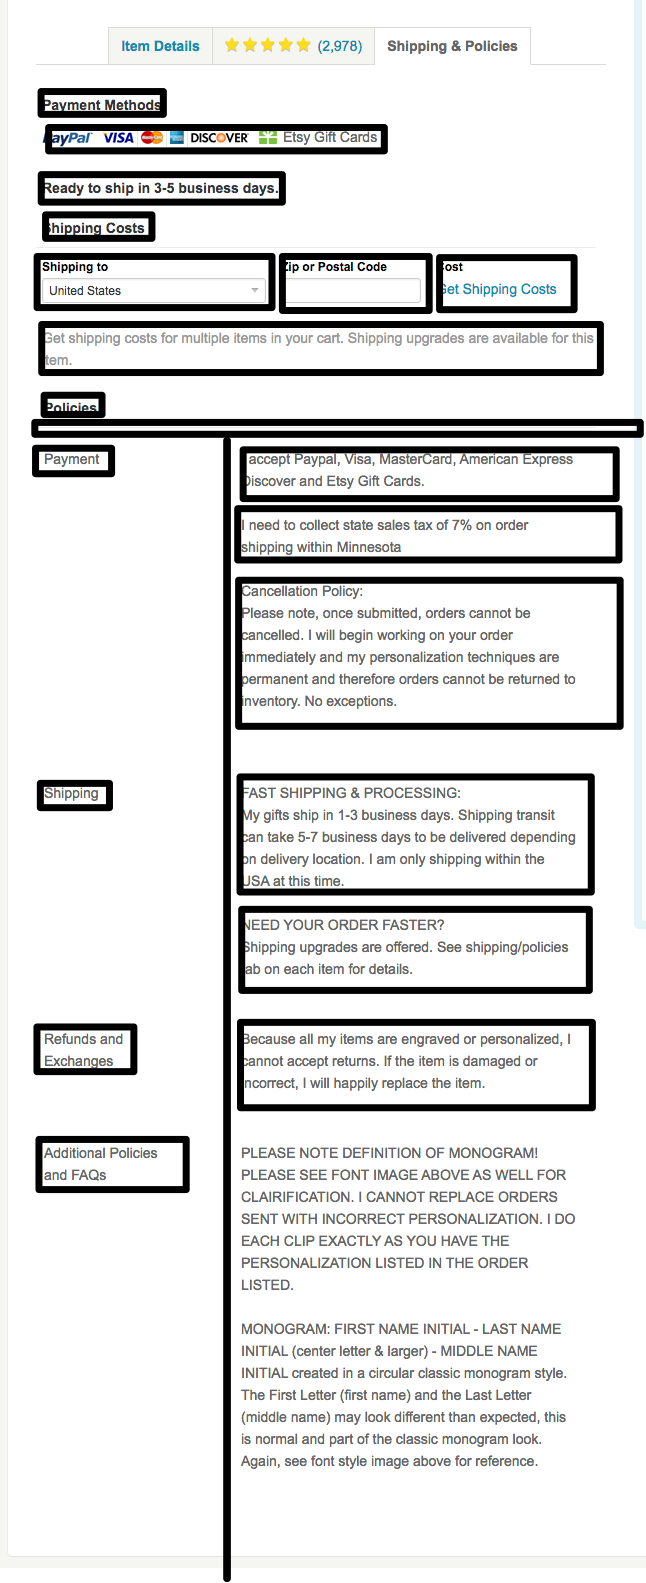 Item Details (2,978) Shipping & Policies
Payment Methods
PayPal VISA MasterCard DISCOVER Etsy Gift Cards
Ready to ship in 3-5 business days.
Shipping Costs
Shipping to Zip or Postal Code Cost
United States Get Shipping Costs
Get shipping costs for multiple items in your cart. Shipping upgrades are available for this
item.
Policies
Payment
accept Paypal, Visa, MasterCard, American Express
Discover and Etsy Gift Cards.
I need to collect state sales tax of 7% on order
shipping within Minnesota
Cancellation Policy:
Please note, once submitted, orders cannot be
cancelled. I will begin working on your order
immediately and my personalization techniques are
permanent and therefore orders cannot be returned to
inventory. No exceptions.
Shipping
FAST SHIPPING & PROCESSING:
My gifts ship in 1-3 business days. Shipping transit
can take 5-7 business days to be delivered depending
on delivery location. I am only shipping within the
USA at this time.
NEED YOUR ORDER FASTER?
Shipping upgrades are offered. See shipping/policies
tab on each item for details.
Refunds and
Exchanges
Because all my items are engraved or personalized, I
cannot accept returns. If the item is damaged or
incorrect, I will happily replace the item.
Additional Policies
and FAQs
PLEASE NOTE DEFINITION OF MONOGRAM!
PLEASE SEE FONT IMAGE ABOVE AS WELL FOR
CLAIRIFICATION. I CANNOT REPLACE ORDERS
SENT WITH INCORRECT PERSONALIZATION. I DO
EACH CLIP EXACTLY AS YOU HAVE THE
PERSONALIZATION LISTED IN THE ORDER
LISTED.
MONOGRAM: FIRST NAME INITIAL - LAST NAME
INITIAL (center letter & larger) - MIDDLE NAME
INITIAL created in a circular classic monogram style.
The First Letter (first name) and the Last Letter
(middle name) may look different than expected, this
is normal and part of the classic monogram look.
Again, see font style image above for reference.